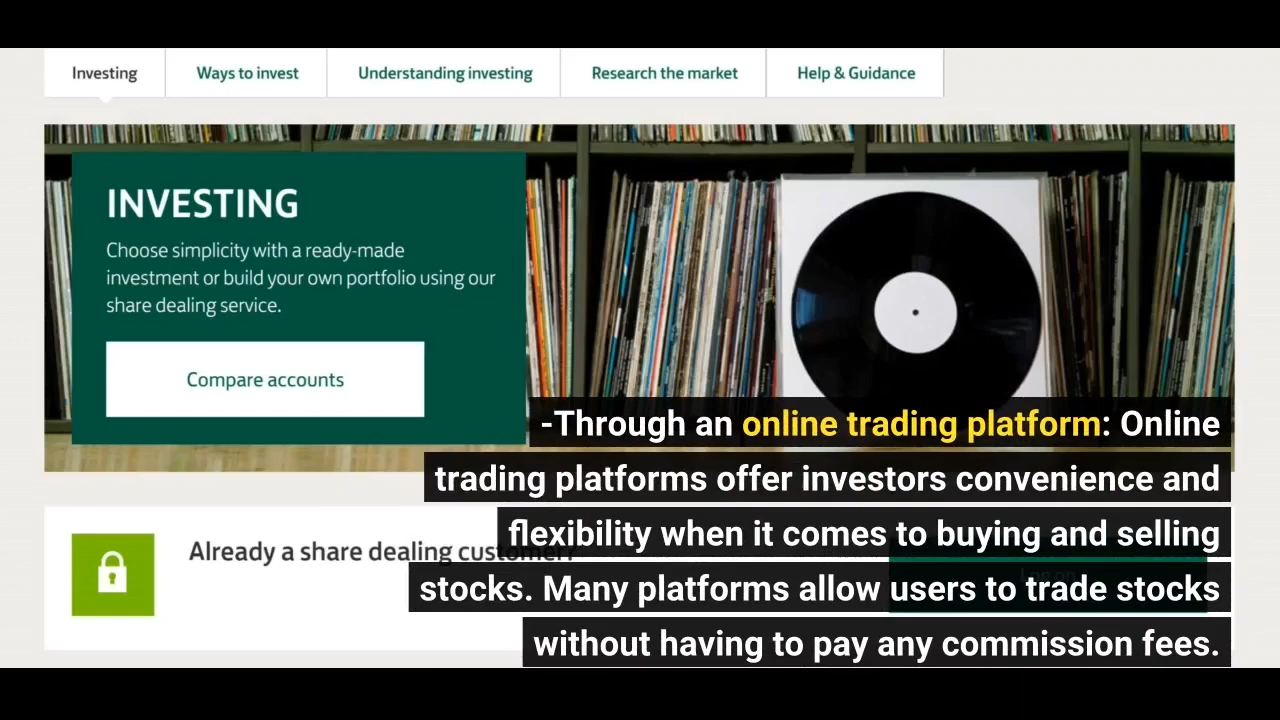 Investing
Ways to invest
Understanding investing
Research the market
Help & Guidance
INVESTING
Choose simplicity with a ready-made
investment or build your own portfolio using our
share dealing service.
Compare accounts
-Through an online trading platform: Online
trading platforms offer investors convenience and
flexibility when it comes to buying and selling
stocks. Many platforms allow users to trade stocks
without having to pay any commission fees.
Already a share dealing customer?
Log on